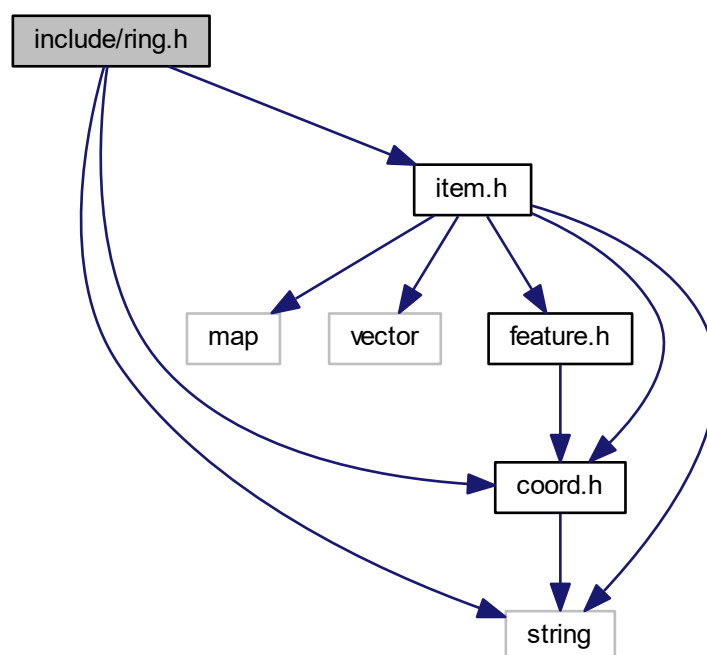 include/ring.h
item.h
map
vector
feature.h
coord.h
string